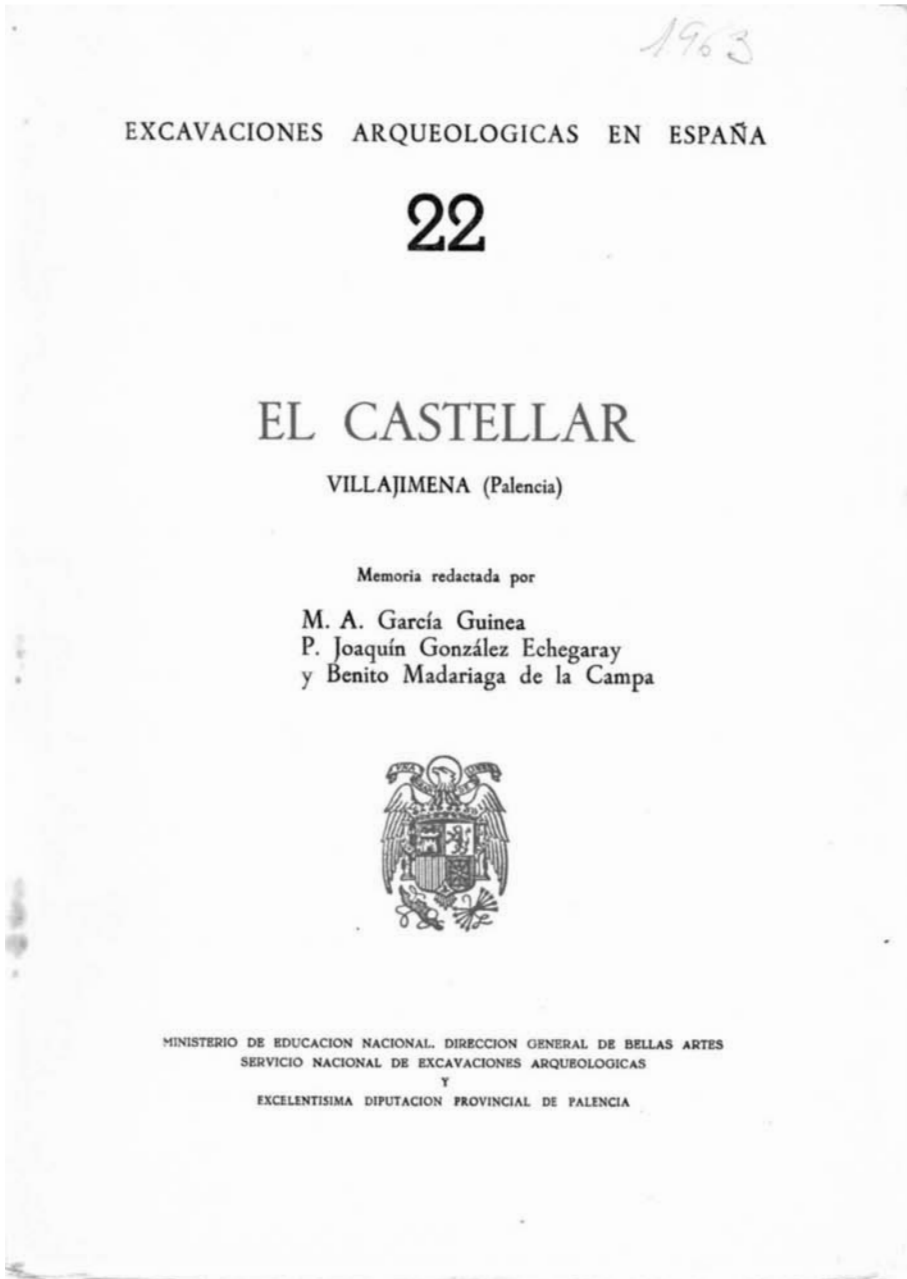 1963
EXCAVACIONES ARQUEOLOGICAS EN ESPAÑA
22
EL CASTELLAR
VILLAJIMENA (Palencia)
Memoria redactada por
M. A. García Guinea
P. Joaquín González Echegaray
y Benito Madariaga de la Campa
MINISTERIO DE EDUCACION NACIONAL. DIRECCION GENERAL DE BELLAS ARTES
SERVICIO NACIONAL DE EXCAVACIONES ARQUEOLOGICAS
Y
EXCELENTISIMA DIPUTACION PROVINCIAL DE PALENCIA